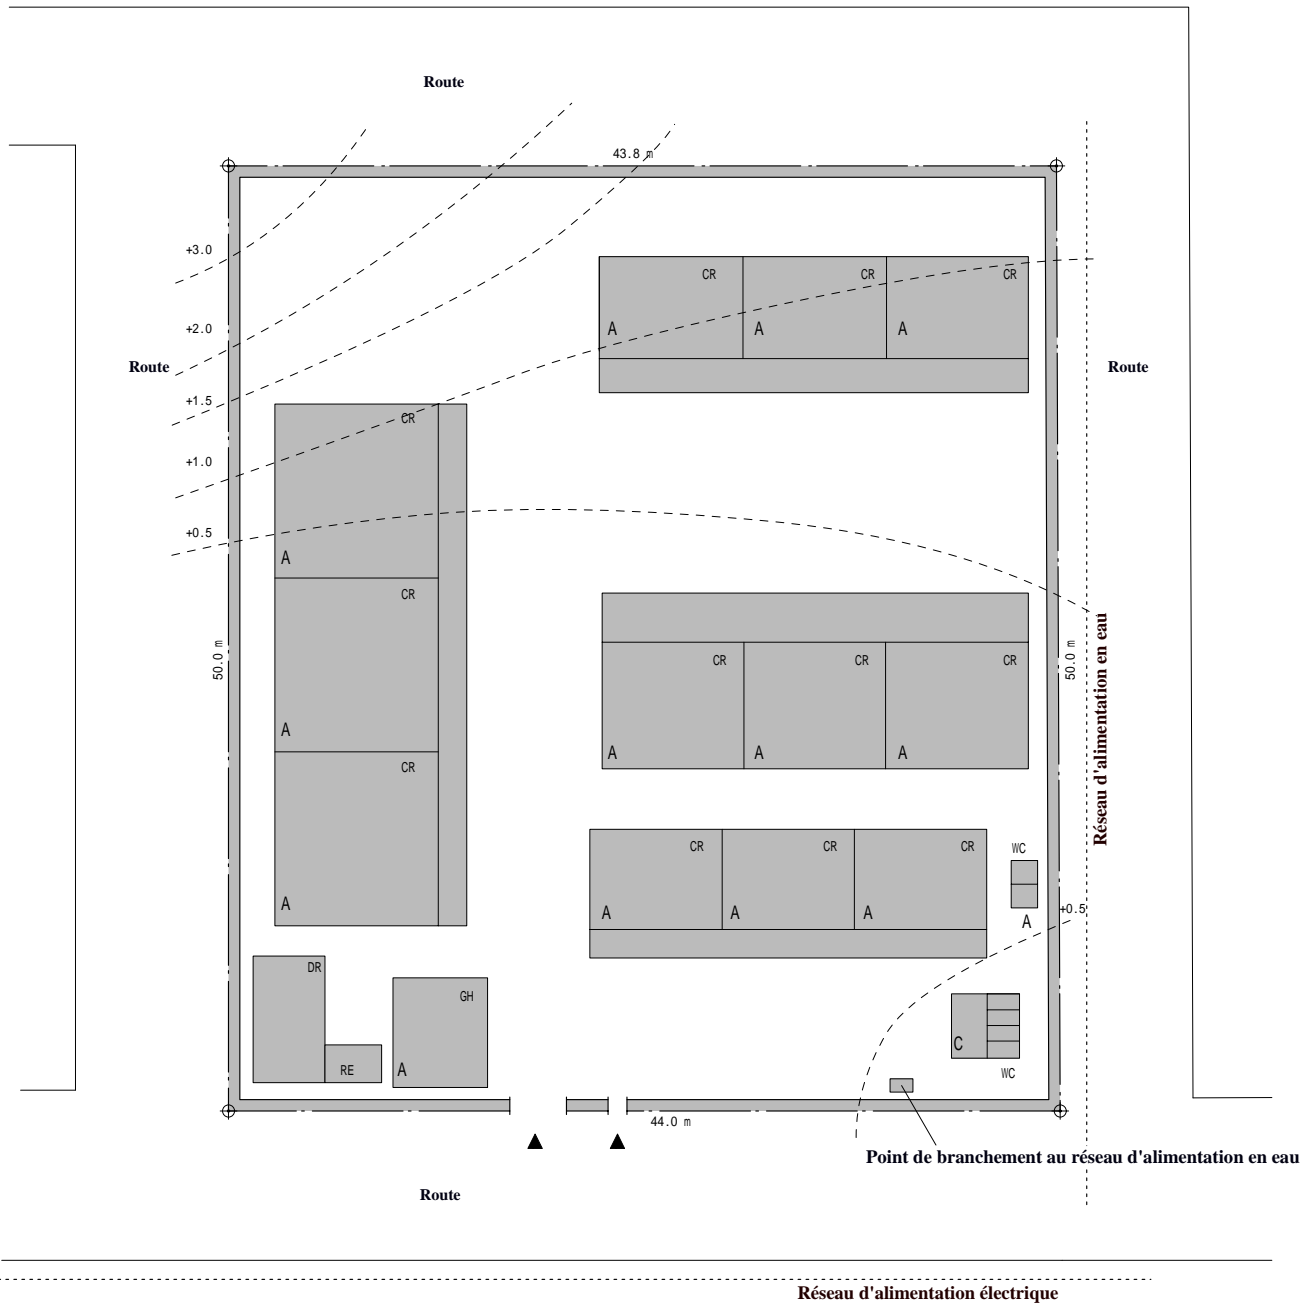 Route
43.8 m
+3.0
CR CR CR
+2.0
A A A
Route
Route
+1.5
CR
+1.0
+0.5
A
CR
50.0 m
50.0 m
Réseau d'alimentation en eau
CR CR CR
A
A A A
CR
CR CR CR
WC
A
A A A
+0.5
A
DR
GH
C
RE
A
WC
44.0 m
Point de branchement au réseau d'alimentation en eau
Route
Réseau d'alimentation électrique